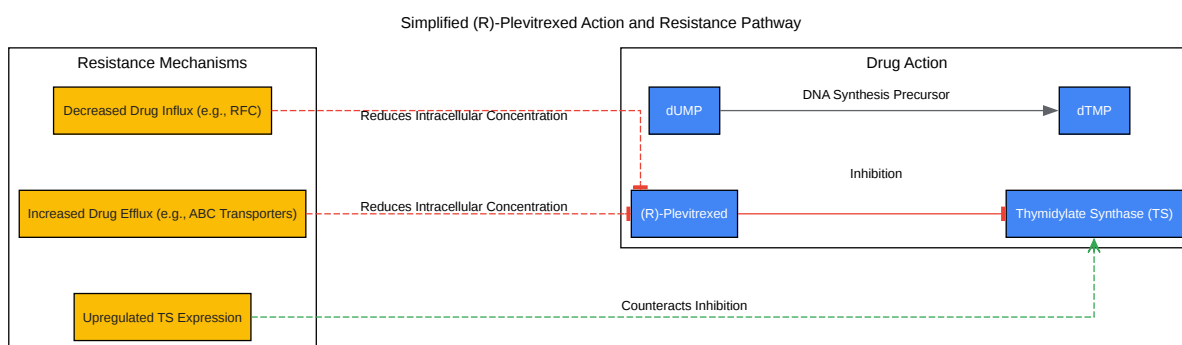 Simplified (R)-Plevitrexed Action and Resistance Pathway
Resistance Mechanisms
Drug Action
Decreased Drug Influx (e.g., RFC)
Reduces Intracellular Concentration
dUMP
DNA Synthesis Precursor
dTMP
Inhibition
Increased Drug Efflux (e.g., ABC Transporters)
Reduces Intracellular Concentration
(R)-Plevitrexed
Thymidylate Synthase (TS)
Upregulated TS Expression
Counteracts Inhibition